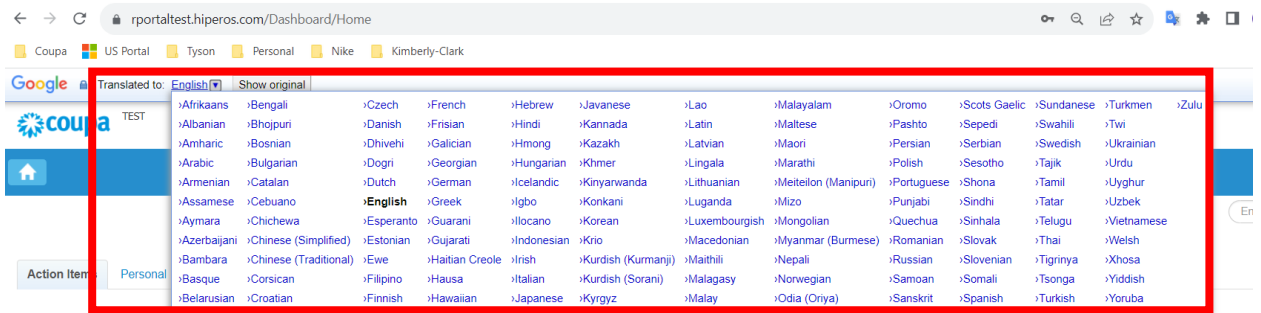 rportaltest.hiperos.com/Dashboard/Home
Coupa US Portal Tyson Personal Nike Kimberly-Clark
Google Translated to: English Show original
›Afrikaans ›Bengali ›Czech ›French ›Hebrew ›Javanese ›Lao ›Malayalam ›Oromo ›Scots Gaelic ›Sundanese ›Turkmen ›Zulu
coupa TEST
›Albanian ›Bhojpuri ›Danish ›Frisian ›Hindi ›Kannada ›Latin ›Maltese ›Pashto ›Sepedi ›Swahili ›Twi
›Amharic ›Bosnian ›Dhivehi ›Galician ›Hmong ›Kazakh ›Latvian ›Maori ›Persian ›Serbian ›Swedish ›Ukrainian
›Arabic ›Bulgarian ›Dogri ›Georgian ›Hungarian ›Khmer ›Lingala ›Marathi ›Polish ›Sesotho ›Tajik ›Urdu
›Armenian ›Catalan ›Dutch ›German ›Icelandic ›Kinyarwanda ›Lithuanian ›Meiteilon (Manipuri) ›Portuguese ›Shona ›Tamil ›Uyghur
›Assamese ›Cebuano ›English ›Greek ›Igbo ›Konkani ›Luganda ›Mizo ›Punjabi ›Sindhi ›Tatar ›Uzbek
›Aymara ›Chichewa ›Esperanto ›Guarani ›Ilocano ›Korean ›Luxembourgish ›Mongolian ›Quechua ›Sinhala ›Telugu ›Vietnamese
›Azerbaijani ›Chinese (Simplified) ›Estonian ›Gujarati ›Indonesian ›Krio ›Macedonian ›Myanmar (Burmese) ›Romanian ›Slovak ›Thai ›Welsh
›Bambara ›Chinese (Traditional) ›Ewe ›Haitian Creole ›Irish ›Kurdish (Kurmanji) ›Maithili ›Nepali ›Russian ›Slovenian ›Tigrinya ›Xhosa
Action Items Personal
›Basque ›Corsican ›Filipino ›Hausa ›Italian ›Kurdish (Sorani) ›Malagasy ›Norwegian ›Samoan ›Somali ›Tsonga ›Yiddish
›Belarusian ›Croatian ›Finnish ›Hawaiian ›Japanese ›Kyrgyz ›Malay ›Odia (Oriya) ›Sanskrit ›Spanish ›Turkish ›Yoruba